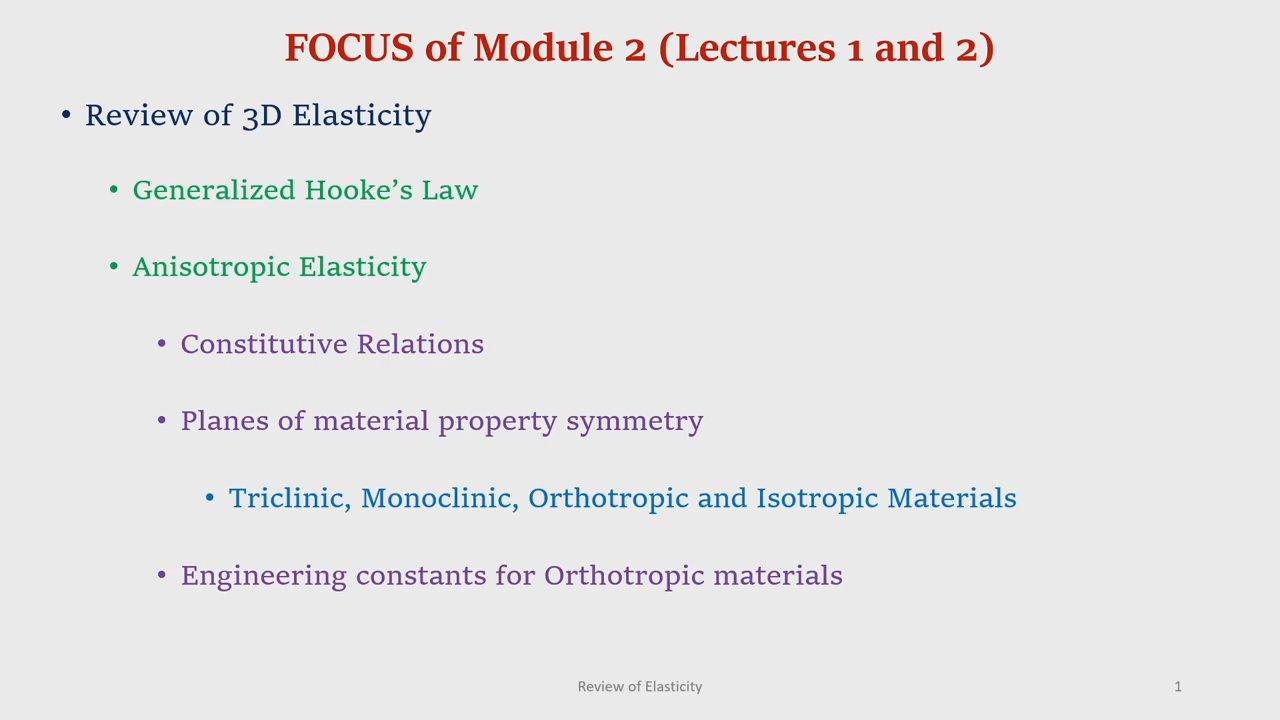 FOCUS of Module 2 (Lectures 1 and 2)
• Review of 3D Elasticity
• Generalized Hooke’s Law
• Anisotropic Elasticity
• Constitutive Relations
• Planes of material property symmetry
• Triclinic, Monoclinic, Orthotropic and Isotropic Materials
• Engineering constants for Orthotropic materials
Review of Elasticity
1